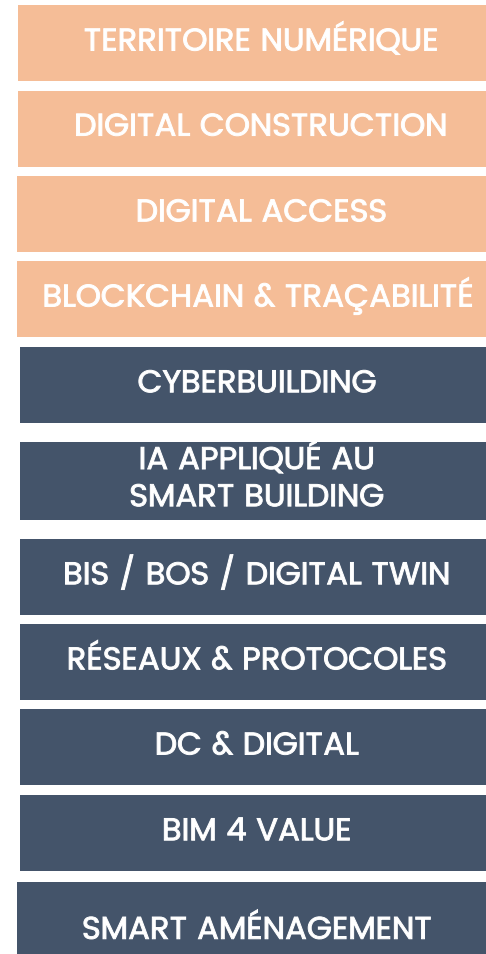 TERRITOIRE NUMÉRIQUE
DIGITAL CONSTRUCTION
DIGITAL ACCESS
BLOCKCHAIN & TRAÇABILITÉ
CYBERBUILDING
IA APPLIQUÉ AU
SMART BUILDING
BIS / BOS / DIGITAL TWIN
RÉSEAUX & PROTOCOLES
DC & DIGITAL
BIM 4 VALUE
SMART AMÉNAGEMENT